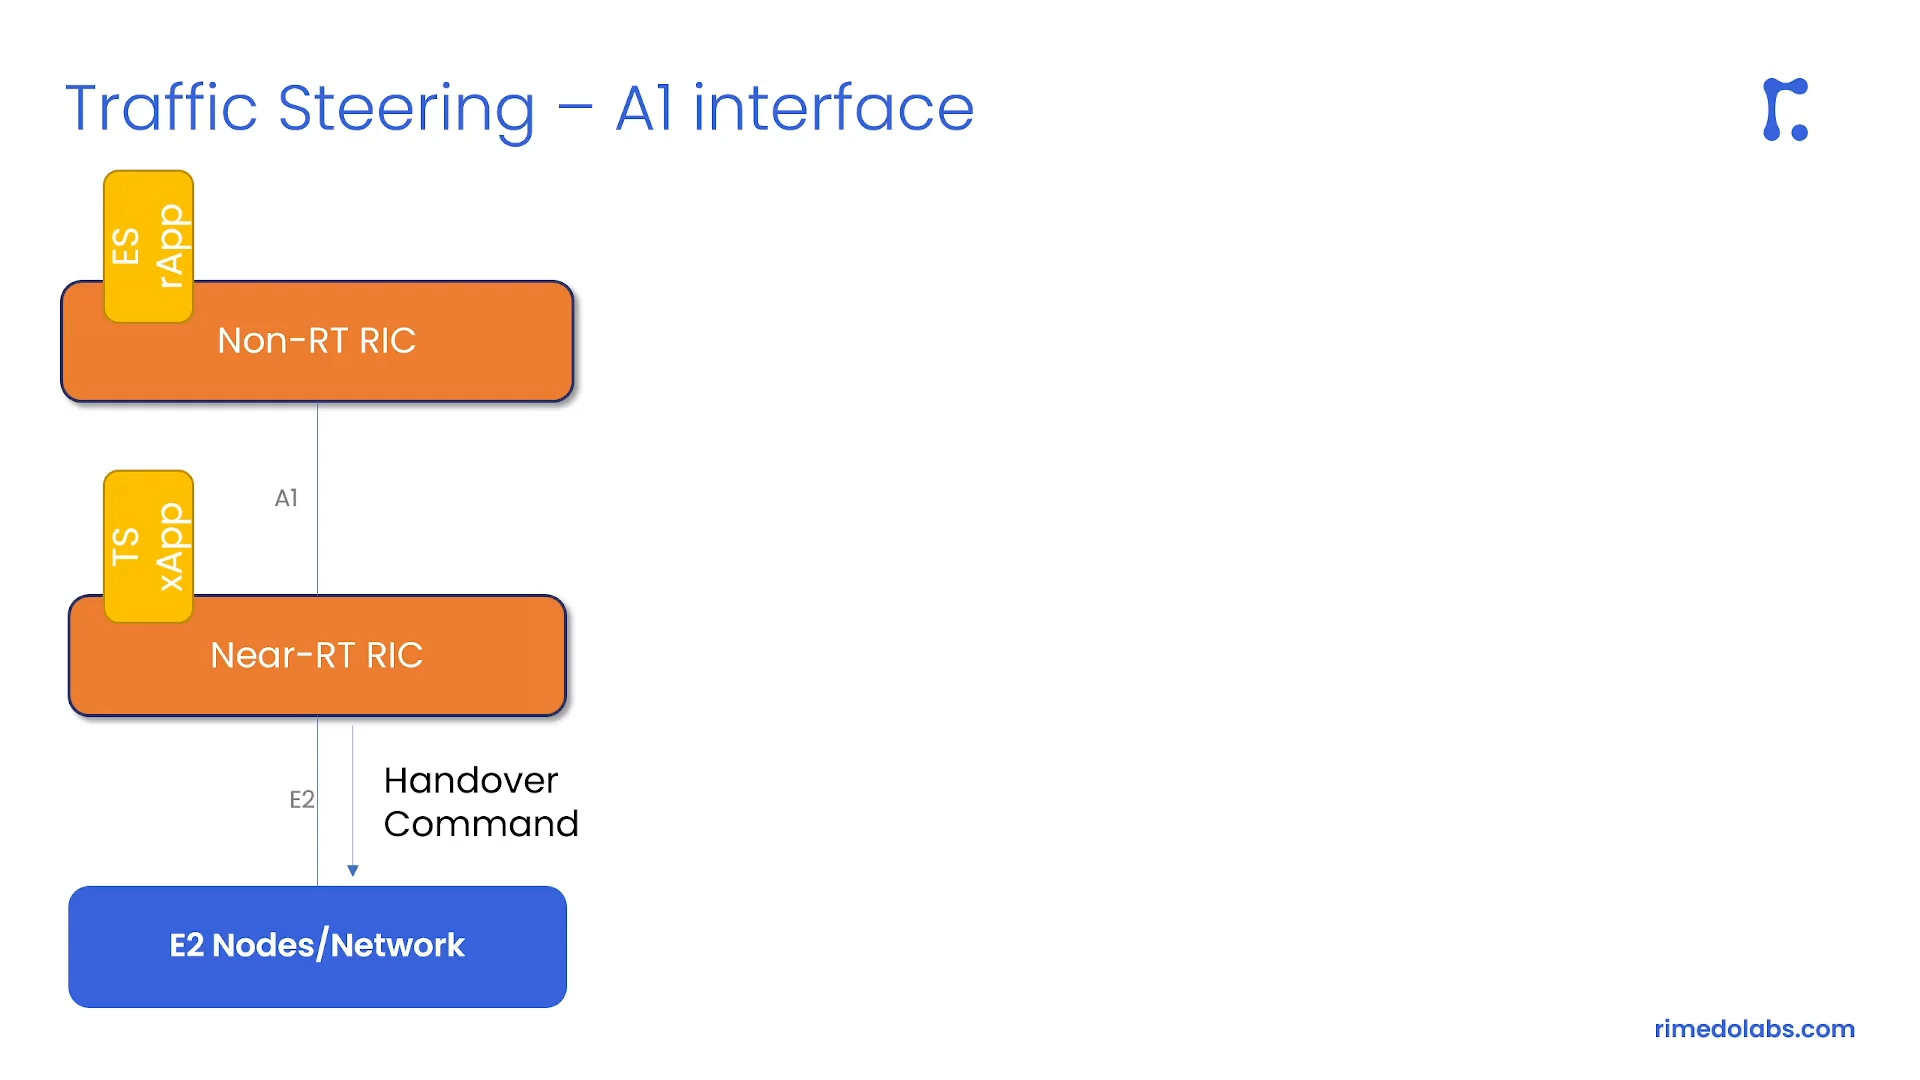 Traffic Steering – A1 interface
ES
rApp
Non-RT RIC
A1
TS
xApp
Near-RT RIC
E2
Handover
Command
E2 Nodes/Network
rimedolabs.com